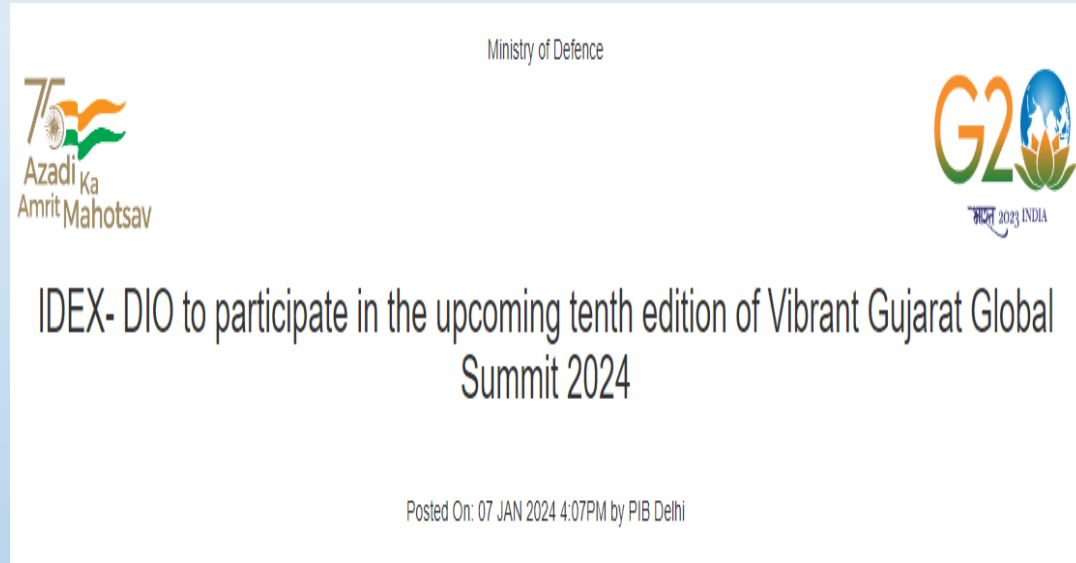 Ministry of Defence
75
Azadi Ka
Amrit Mahotsav
G20
भारत 2023 INDIA
IDEX- DIO to participate in the upcoming tenth edition of Vibrant Gujarat Global
Summit 2024
Posted On: 07 JAN 2024 4:07PM by PIB Delhi